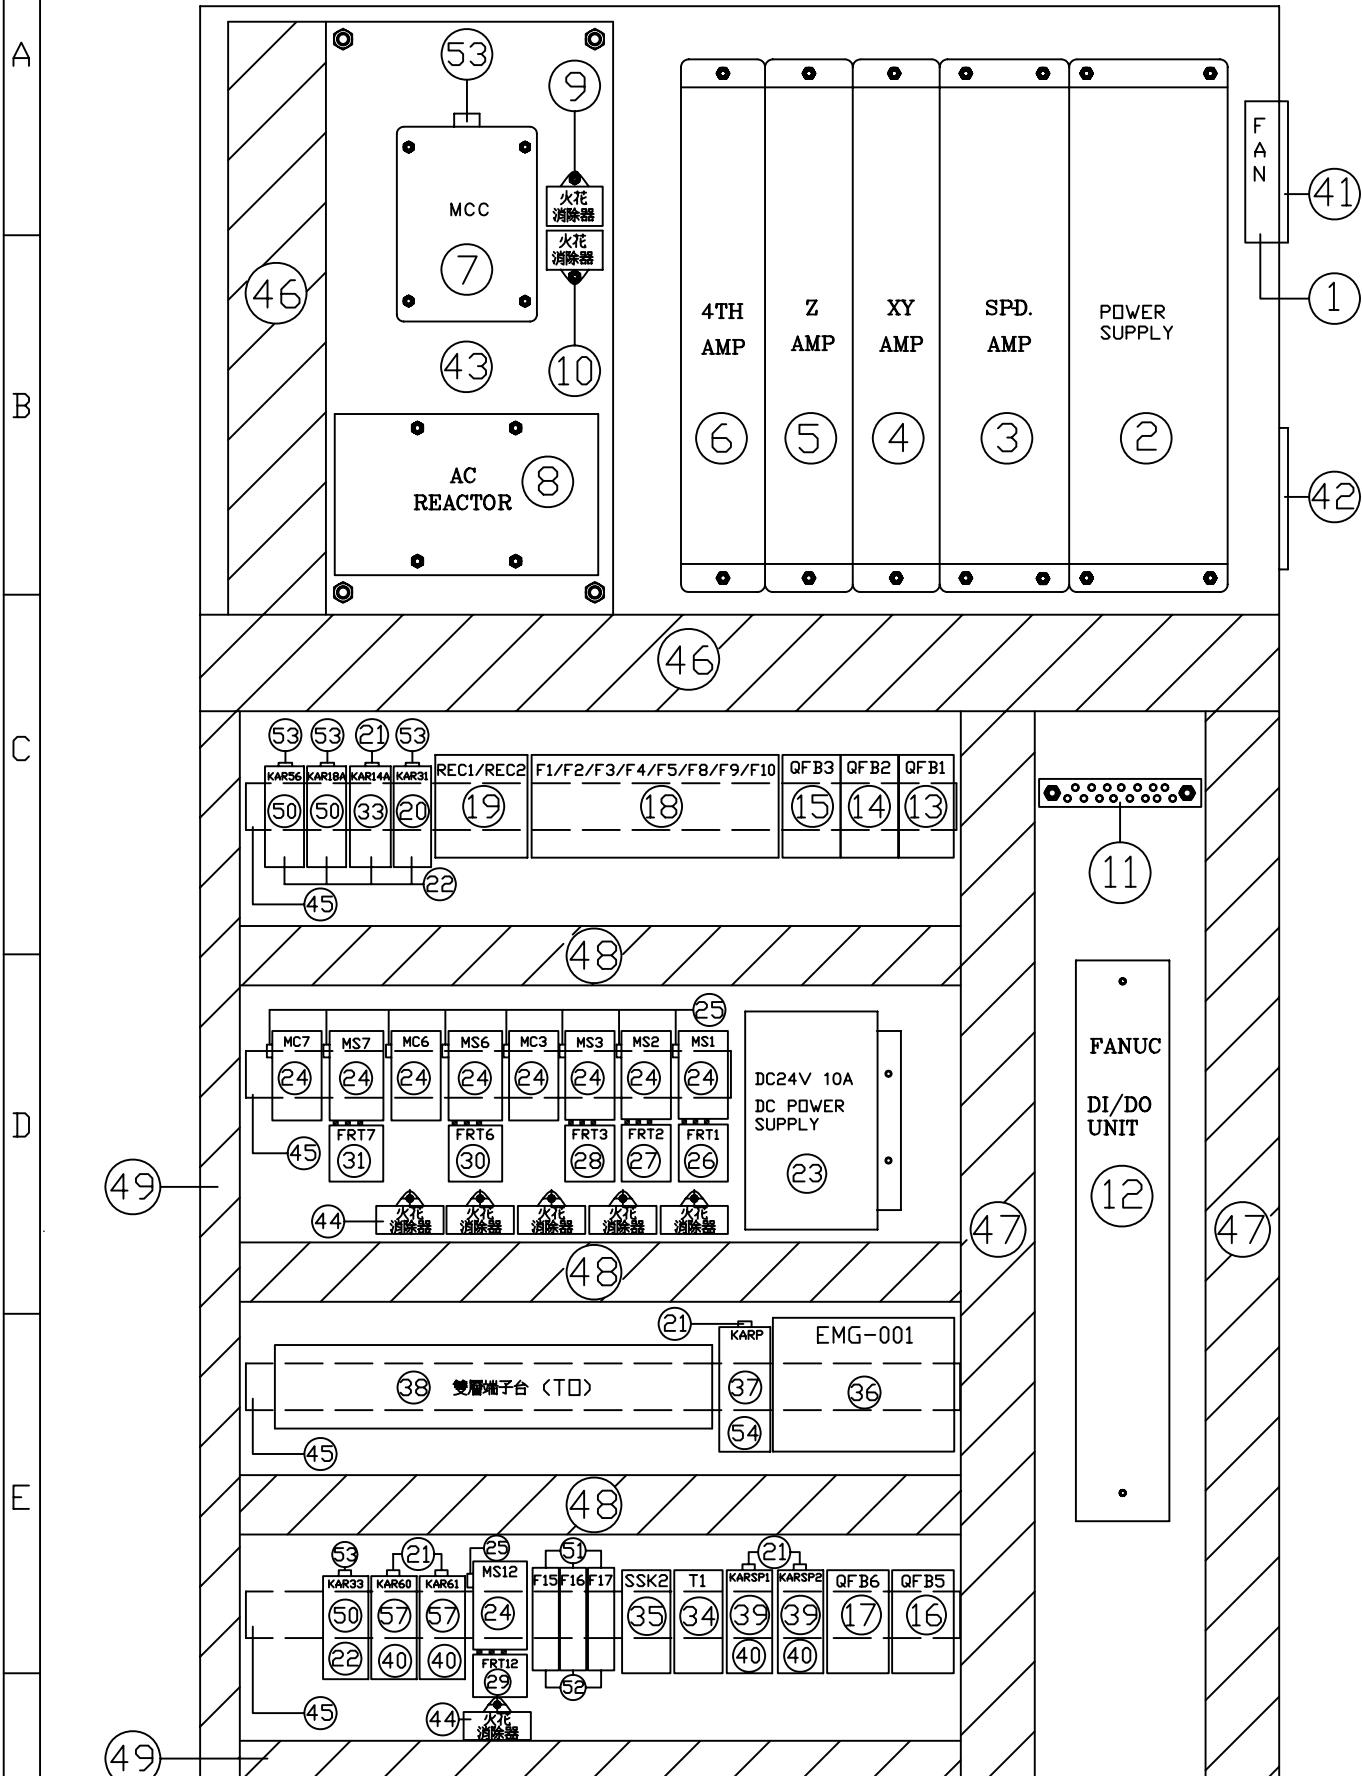 A
B
C
D
E
53
9
火花
消除器
MCC
7
火花
消除器
46
43
10
AC
REACTOR
8
4TH
AMP
6
Z
AMP
5
XY
AMP
4
SPD.
AMP
3
POWER
SUPPLY
2
FAN
41
1
42
46
53
53
21
53
KAR56
KAR18A
KAR14A
KAR31
REC1/REC2
F1/F2/F3/F4/F5/F8/F9/F10
QFB3
QFB2
QFB1
50
50
33
20
19
18
15
14
13
22
45
11
48
25
MC7
MS7
MC6
MS6
MC3
MS3
MS2
MS1
24
24
24
24
24
24
24
24
FRT7
FRT6
FRT3
FRT2
FRT1
31
30
28
27
26
45
DC24V 10A
DC POWER
SUPPLY
23
44
火花
消除器
火花
消除器
火花
消除器
火花
消除器
火花
消除器
49
FANUC
DI/DO
UNIT
12
47
47
48
21
KARP
EMG-001
38
雙層端子台 (TO)
37
36
54
45
48
53
21
25
51
21
KAR33
KAR60
KAR61
MS12
F15
F16
F17
SSK2
T1
KARSP1
KARSP2
QFB6
QFB5
50
57
57
24
35
34
39
39
17
16
22
40
40
FRT12
29
52
40
40
45
44
火花
消除器
49